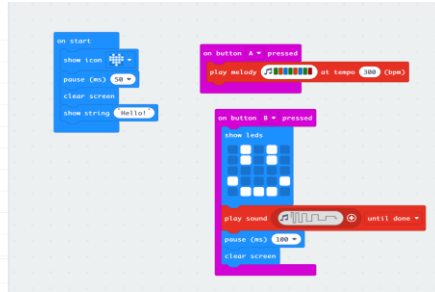 on start
show icon
pause (ms) 50
clear screen
show string "Hello!"
on button A pressed
play melody at tempo 300 (bpm)
on button B pressed
show leds
play sound until done
pause (ms) 100
clear screen